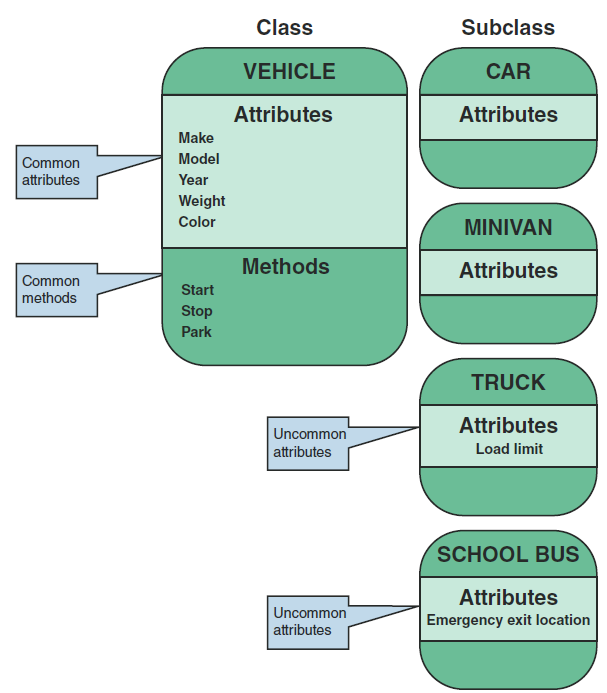 Class
Subclass
VEHICLE
Attributes
Make
Model
Year
Weight
Color
Methods
Start
Stop
Park
Common
attributes
Common
methods
CAR
Attributes
MINIVAN
Attributes
TRUCK
Attributes
Load limit
Uncommon
attributes
SCHOOL BUS
Attributes
Emergency exit location
Uncommon
attributes